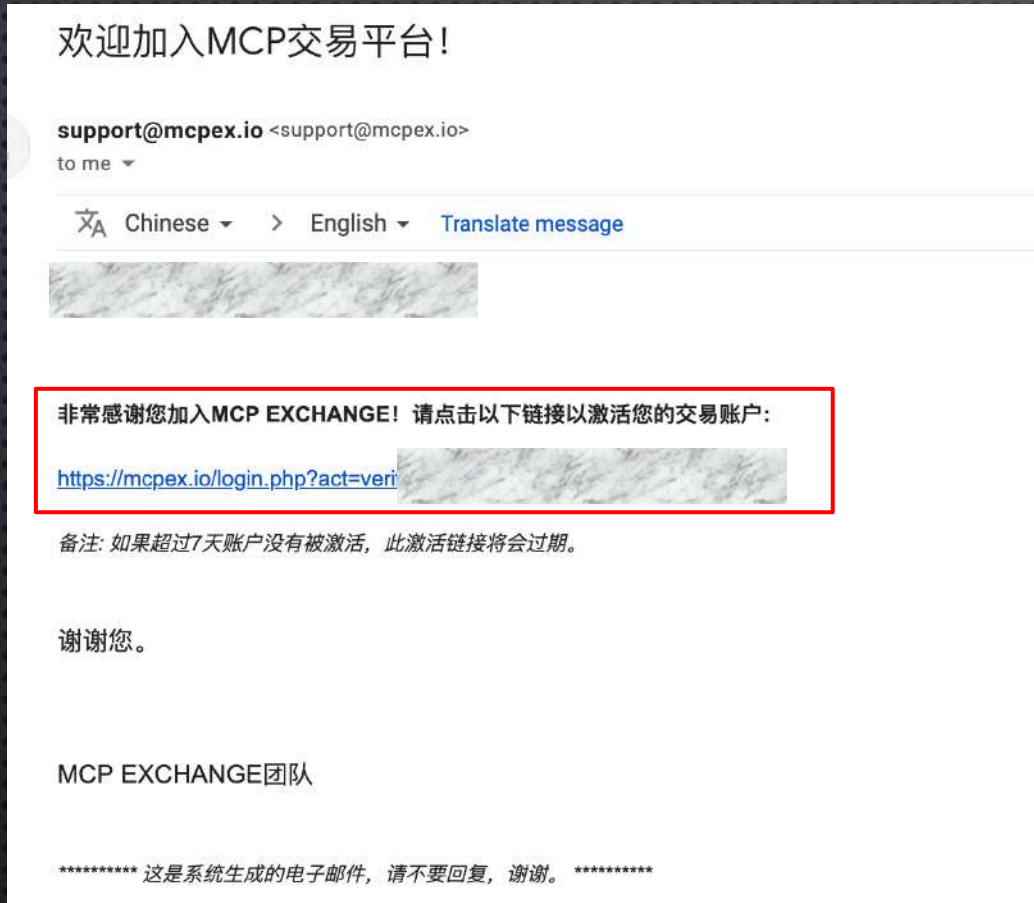 欢迎加入MCP交易平台!
support@mcpex.io <support@mcpex.io>
to me
Chinese > English Translate message
非常感谢您加入MCP EXCHANGE! 请点击以下链接以激活您的交易账户:
https://mcpex.io/login.php?act=veri
备注: 如果超过7天账户没有被激活, 此激活链接将会过期。
谢谢您。
MCP EXCHANGE团队
********** 这是系统生成的电子邮件, 请不要回复, 谢谢。 **********